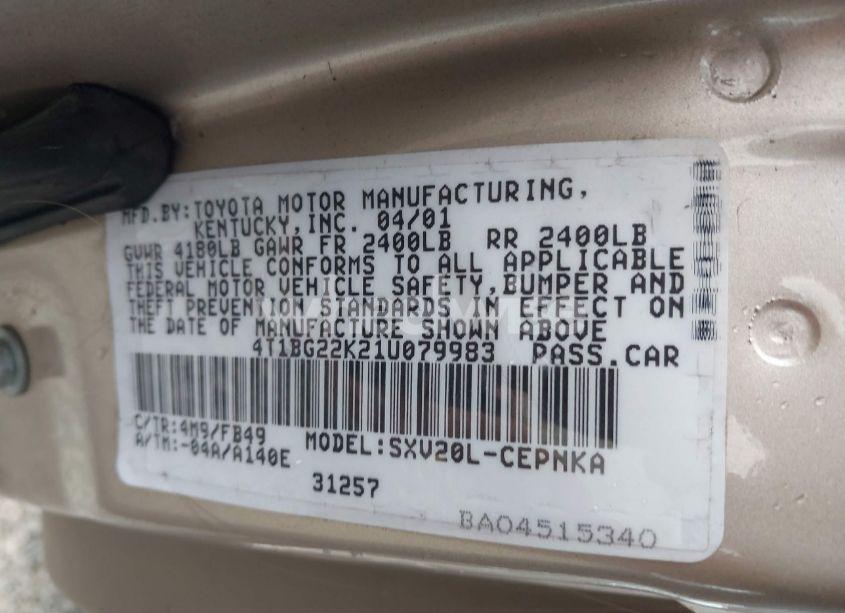 MFD.BY:TOYOTA MOTOR MANUFACTURING,
KENTUCKY,INC. 04/01
GVWR 4180LB GAWR FR 2400LB RR 2400LB
THIS VEHICLE CONFORMS TO ALL APPLICABLE
FEDERAL MOTOR VEHICLE SAFETY,BUMPER AND
THEFT PREVENTION STANDARDS IN EFFECT ON
THE DATE OF MANUFACTURE SHOWN ABOVE
4T1BG22K21U079983 PASS.CAR
C/TR:4M9/FB49
A/TM:-04A/A140E
MODEL:SXV20L-CEPNKA
31257
BA04515340